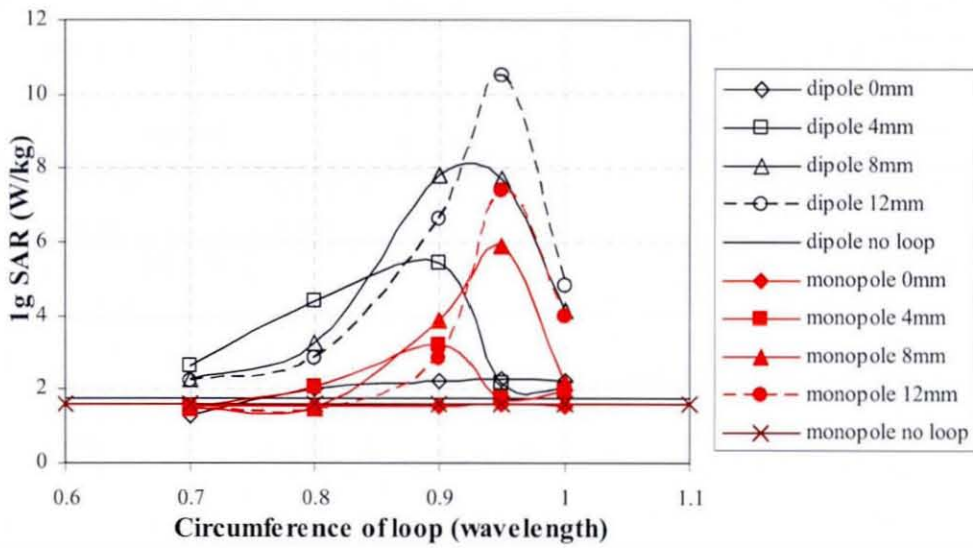 12
10
8
6
4
2
0
1g SAR (W/kg)
0.6 0.7 0.8 0.9 1 1.1
Circumference of loop (wavelength)
dipole 0mm
dipole 4mm
dipole 8mm
dipole 12mm
dipole no loop
monopole 0mm
monopole 4mm
monopole 8mm
monopole 12mm
monopole no loop